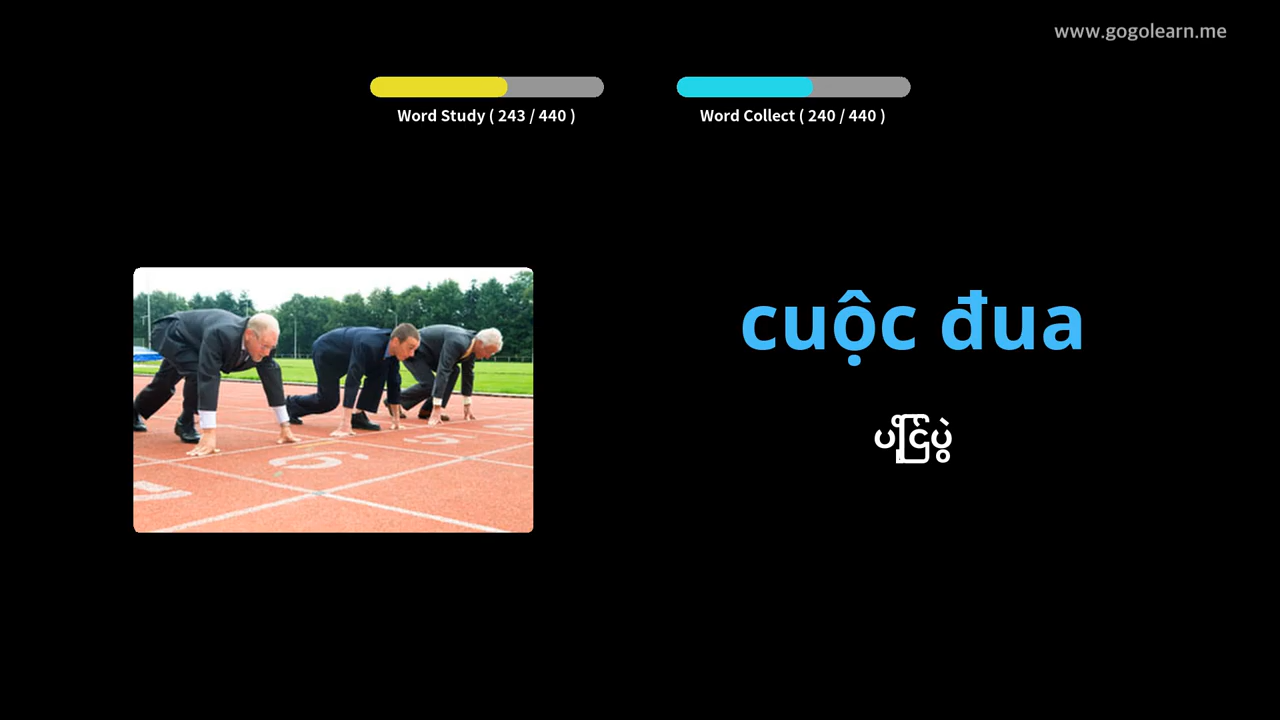 www.gogolearn.me
Word Study ( 243 / 440 )
Word Collect ( 240 / 440 )
cuộc đua
ပြိုင်ပွဲ